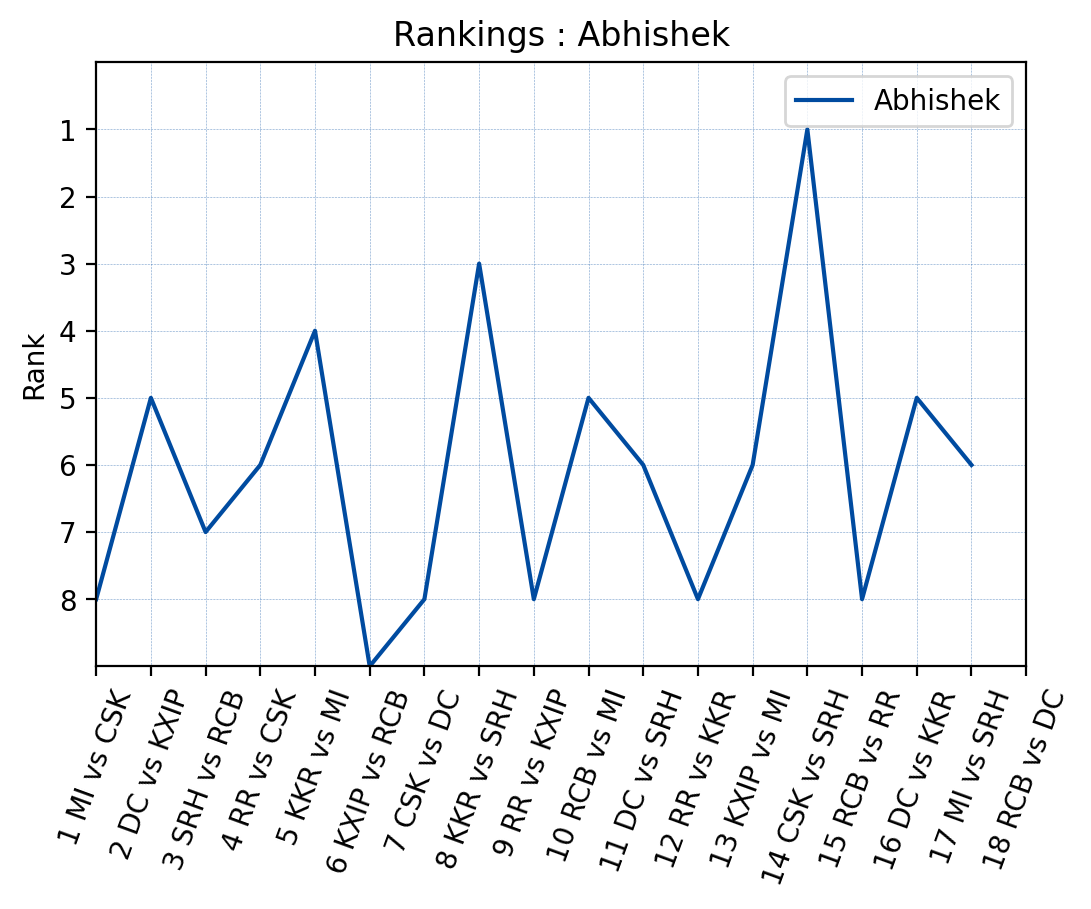 Rankings : Abhishek
Abhishek
Rank
1
2
3
4
5
6
7
8
1 MI vs CSK
2 DC vs KXIP
3 SRH vs RCB
4 RR vs CSK
5 KKR vs MI
6 KXIP vs RCB
7 CSK vs DC
8 KKR vs SRH
9 RR vs KXIP
10 RCB vs MI
11 DC vs SRH
12 RR vs KKR
13 KXIP vs MI
14 CSK vs SRH
15 RCB vs RR
16 DC vs KKR
17 MI vs SRH
18 RCB vs DC